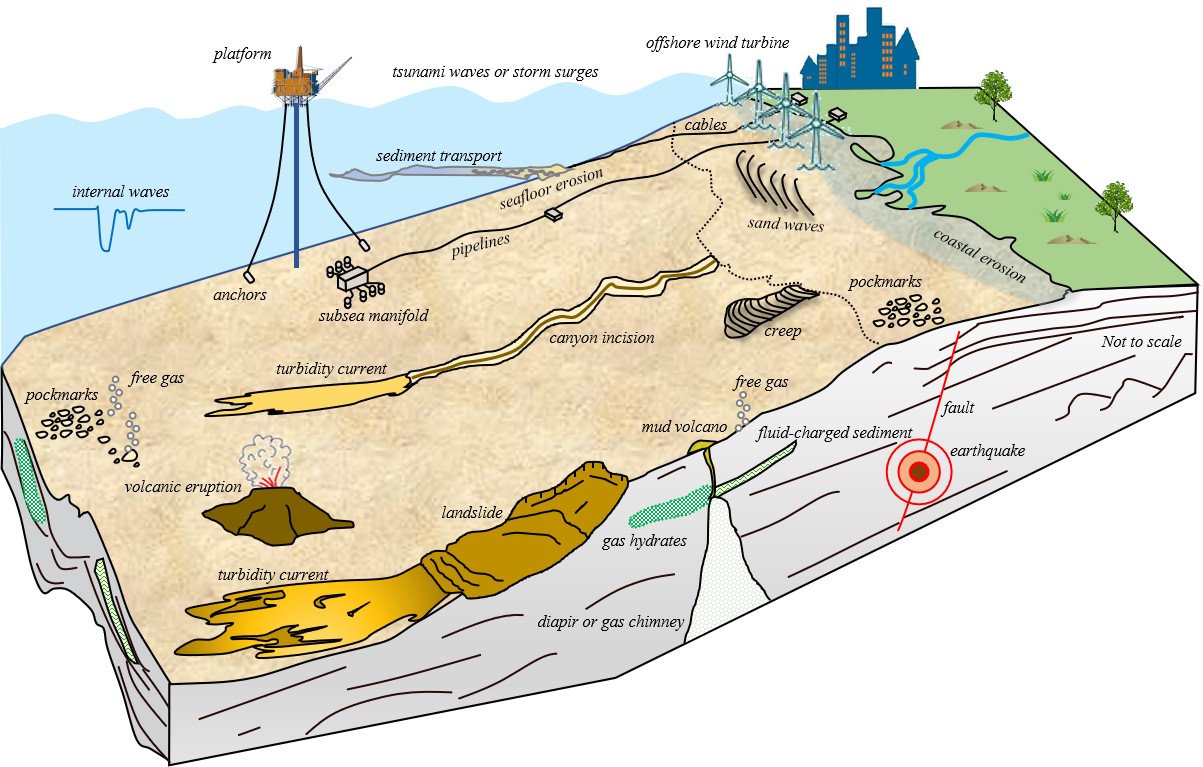 offshore wind turbine
platform
tsunami waves or storm surges
cables
sediment transport
internal waves
seafloor erosion
sand waves
pipelines
coastal erosion
anchors
pockmarks
subsea manifold
creep
canyon incision
Not to scale
turbidity current
free gas
free gas
pockmarks
fault
mud volcano
fluid-charged sediment
earthquake
volcanic eruption
landslide
gas hydrates
turbidity current
diapir or gas chimney